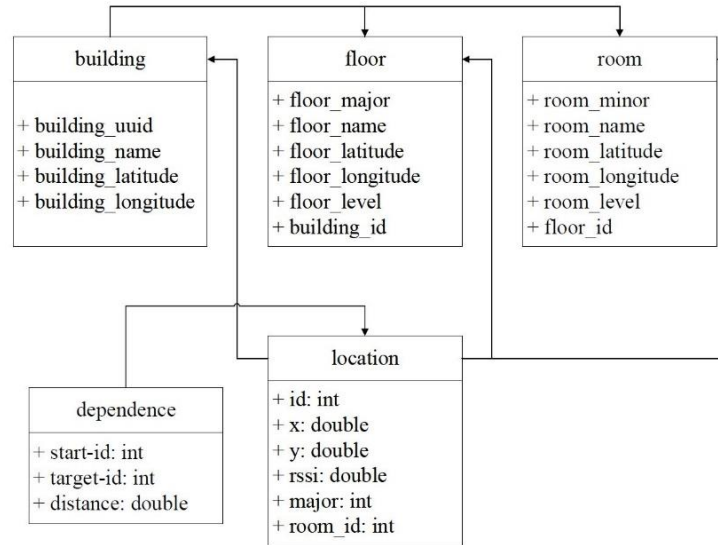 building
+ building_uuid
+ building_name
+ building_latitude
+ building_longitude
floor
+ floor_major
+ floor_name
+ floor_latitude
+ floor_longitude
+ floor_level
+ building_id
room
+ room_minor
+ room_name
+ room_latitude
+ room_longitude
+ room_level
+ floor_id
dependence
+ start-id: int
+ target-id: int
+ distance: double
location
+ id: int
+ x: double
+ y: double
+ rssi: double
+ major: int
+ room_id: int